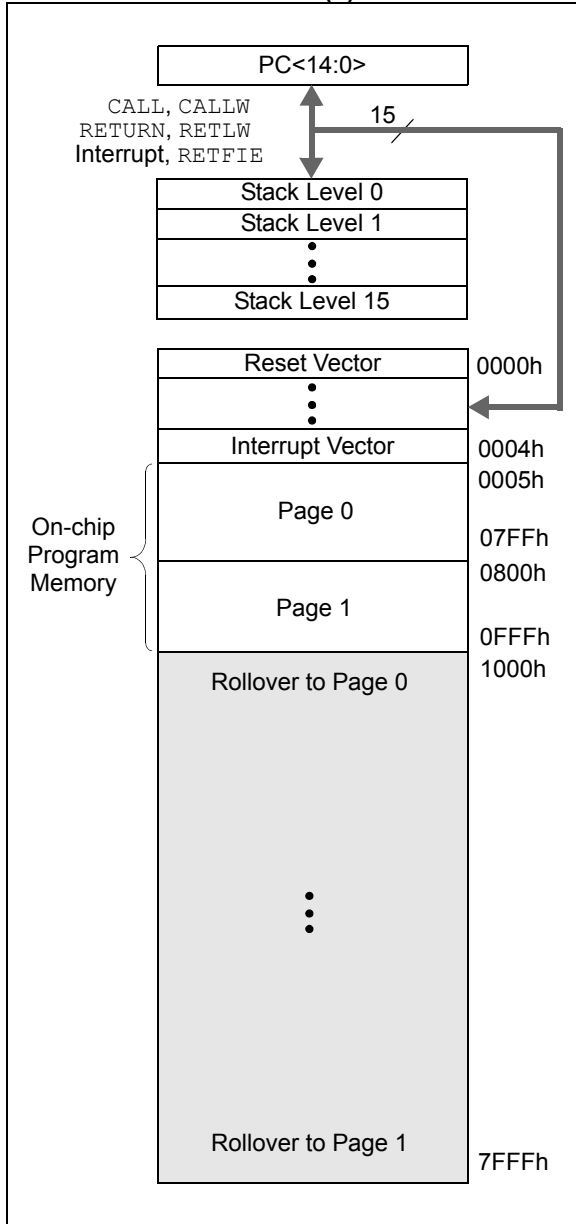 PC<14:0>
CALL, CALLW
RETURN, RETLW
Interrupt, RETFIE
15
Stack Level 0
Stack Level 1
Stack Level 15
Reset Vector
0000h
Interrupt Vector
0004h
0005h
On-chip
Program
Memory
Page 0
07FFh
0800h
Page 1
0FFFh
1000h
Rollover to Page 0
Rollover to Page 1
7FFFh